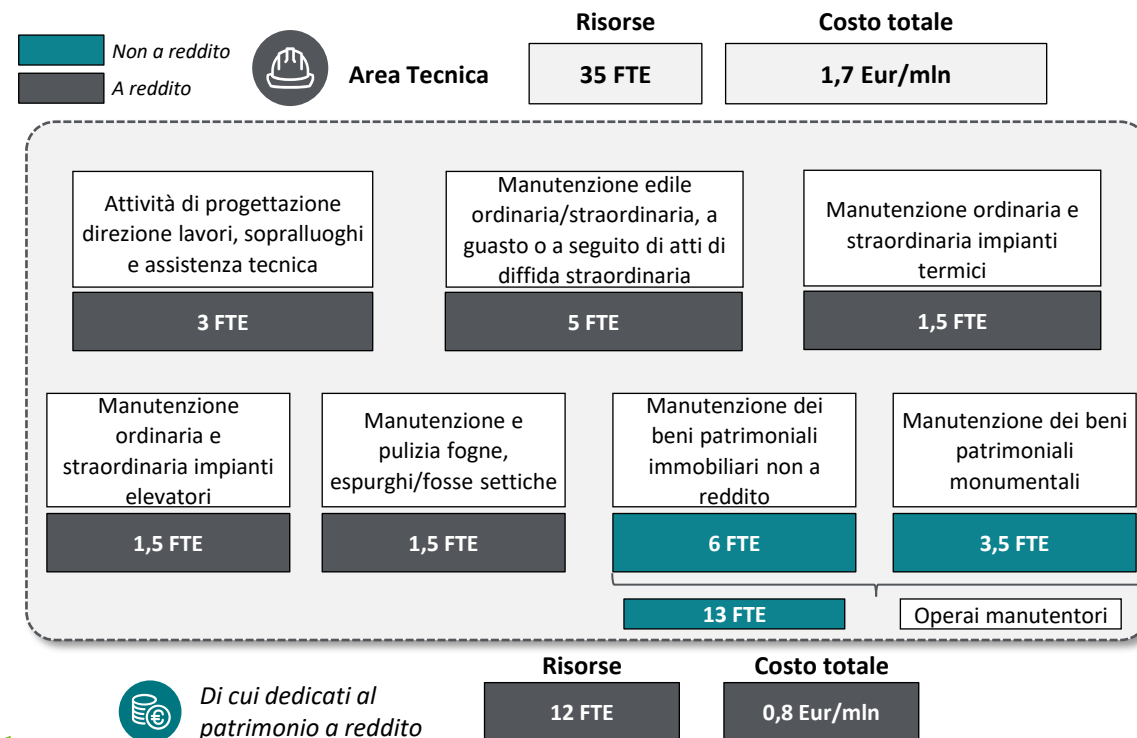 Risorse
Costo totale
Non a reddito
A reddito
Area Tecnica
35 FTE
1,7 Eur/mln
Attività di progettazione
direzione lavori, sopralluoghi
e assistenza tecnica
3 FTE
Manutenzione edile
ordinaria/straordinaria, a
guasto o a seguito di atti di
diffida straordinaria
5 FTE
Manutenzione ordinaria e
straordinaria impianti
termici
1,5 FTE
Manutenzione
ordinaria e
straordinaria impianti
elevatori
1,5 FTE
Manutenzione e
pulizia fogne,
espurghi/fosse settiche
1,5 FTE
Manutenzione dei
beni patrimoniali
immobiliari non a
reddito
6 FTE
Manutenzione dei beni
patrimoniali
monumentali
3,5 FTE
13 FTE
Operai manutentori
Risorse
Costo totale
Di cui dedicati al
patrimonio a reddito
12 FTE
0,8 Eur/mln